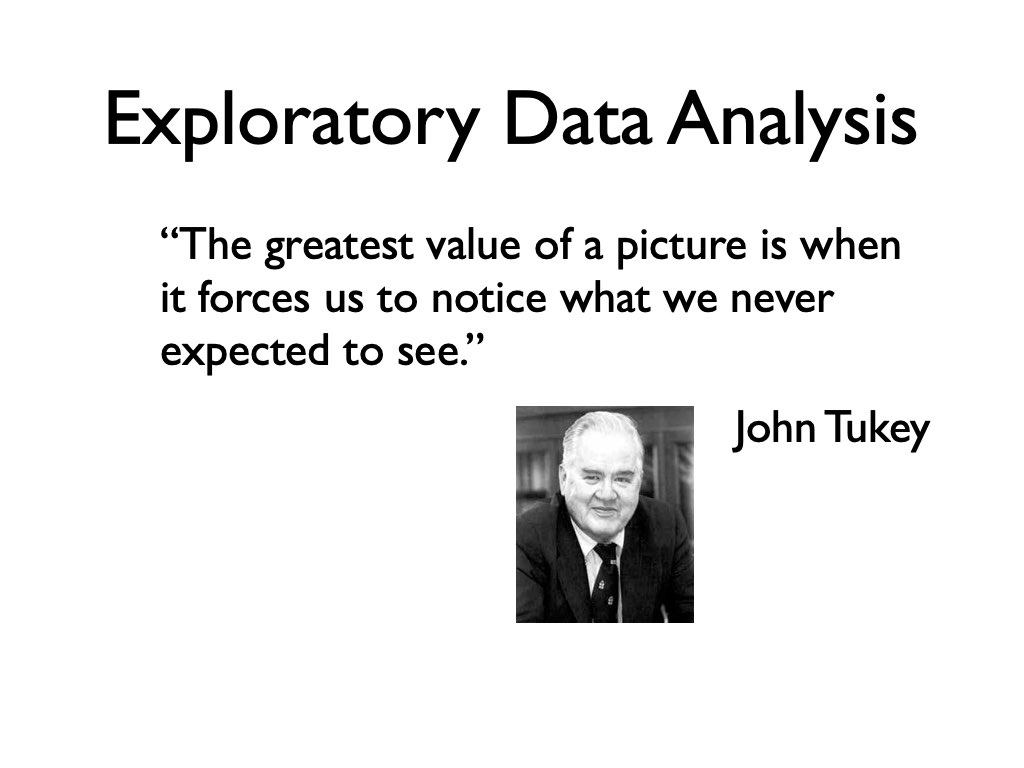 Exploratory Data Analysis
“The greatest value of a picture is when
it forces us to notice what we never
expected to see.”
John Tukey